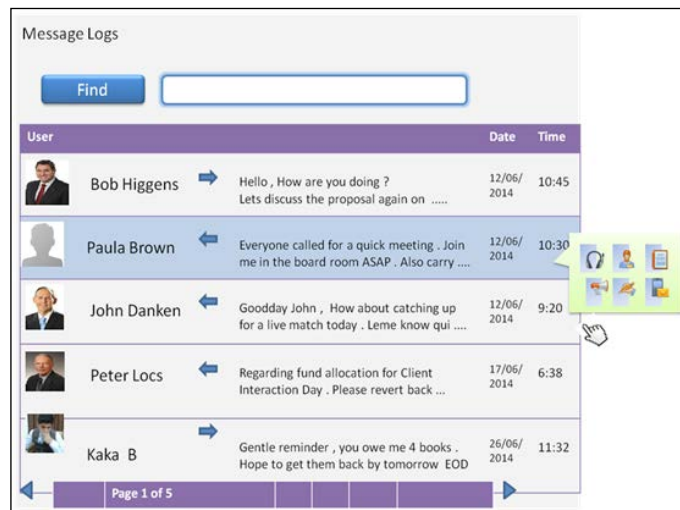 Message Logs
Find
User Date Time
Bob Higgens Hello , How are you doing ? 12/06/ 10:45
Lets discuss the proposal again on ..... 2014
Paula Brown Everyone called for a quick meeting . Join 12/06/ 10:30
me in the board room ASAP . Also carry .... 2014
John Danken Goodday John , How about catching up 12/06/ 9:20
for a live match today . Leme know qui .... 2014
Peter Locs Regarding fund allocation for Client 17/06/ 6:38
Interaction Day . Please revert back ... 2014
Kaka B Gentle reminder , you owe me 4 books . 26/06/ 11:32
Hope to get them back by tomorrow EOD 2014
Page 1 of 5